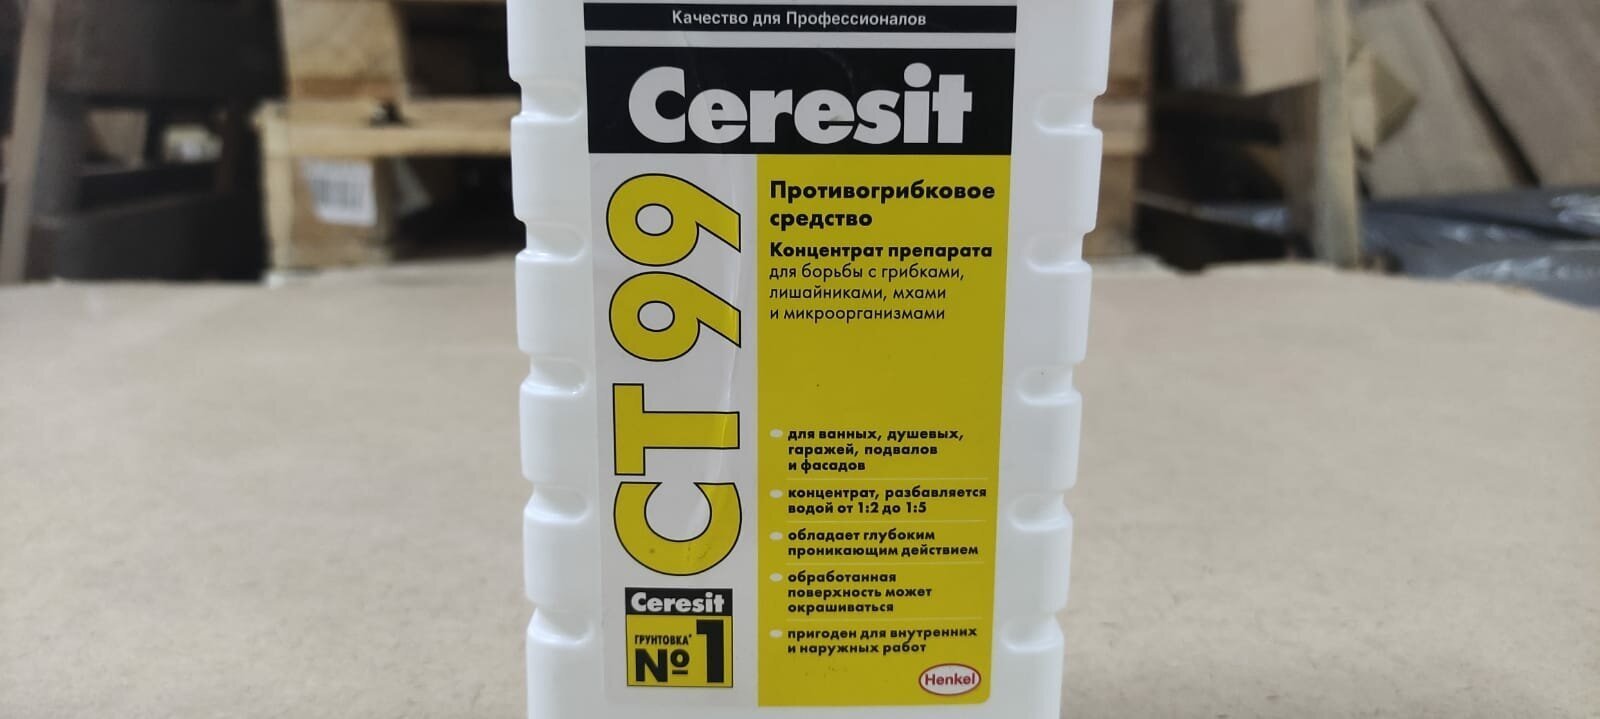 Качество для Профессионалов
Ceresit
CT 99
Противогрибковое
средство
Концентрат препарата
для борьбы с грибками,
лишайниками, мхами
и микроорганизмами
для ванных, душевых,
гаражей, подвалов
и фасадов
концентрат, разбавляется
водой от 1:2 до 1:5
обладает глубоким
проникающим действием
обработанная
поверхность может
окрашиваться
пригоден для внутренних
и наружных работ
Ceresit
ГРУНТОВКА*
№1
Henkel